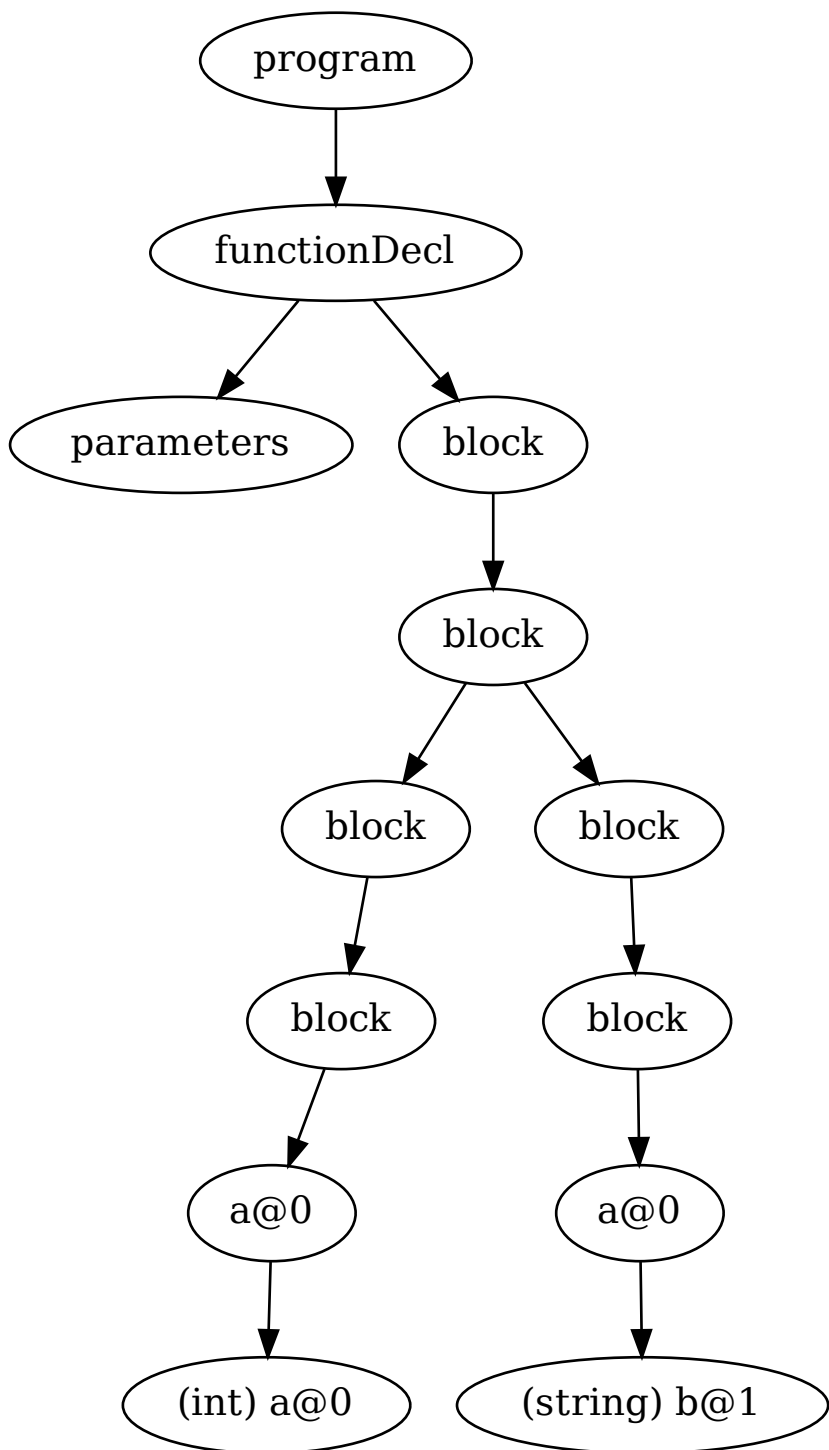 program
functionDecl
parameters
block
block
block
block
block
block
a@0
a@0
(int) a@0
(string) b@1